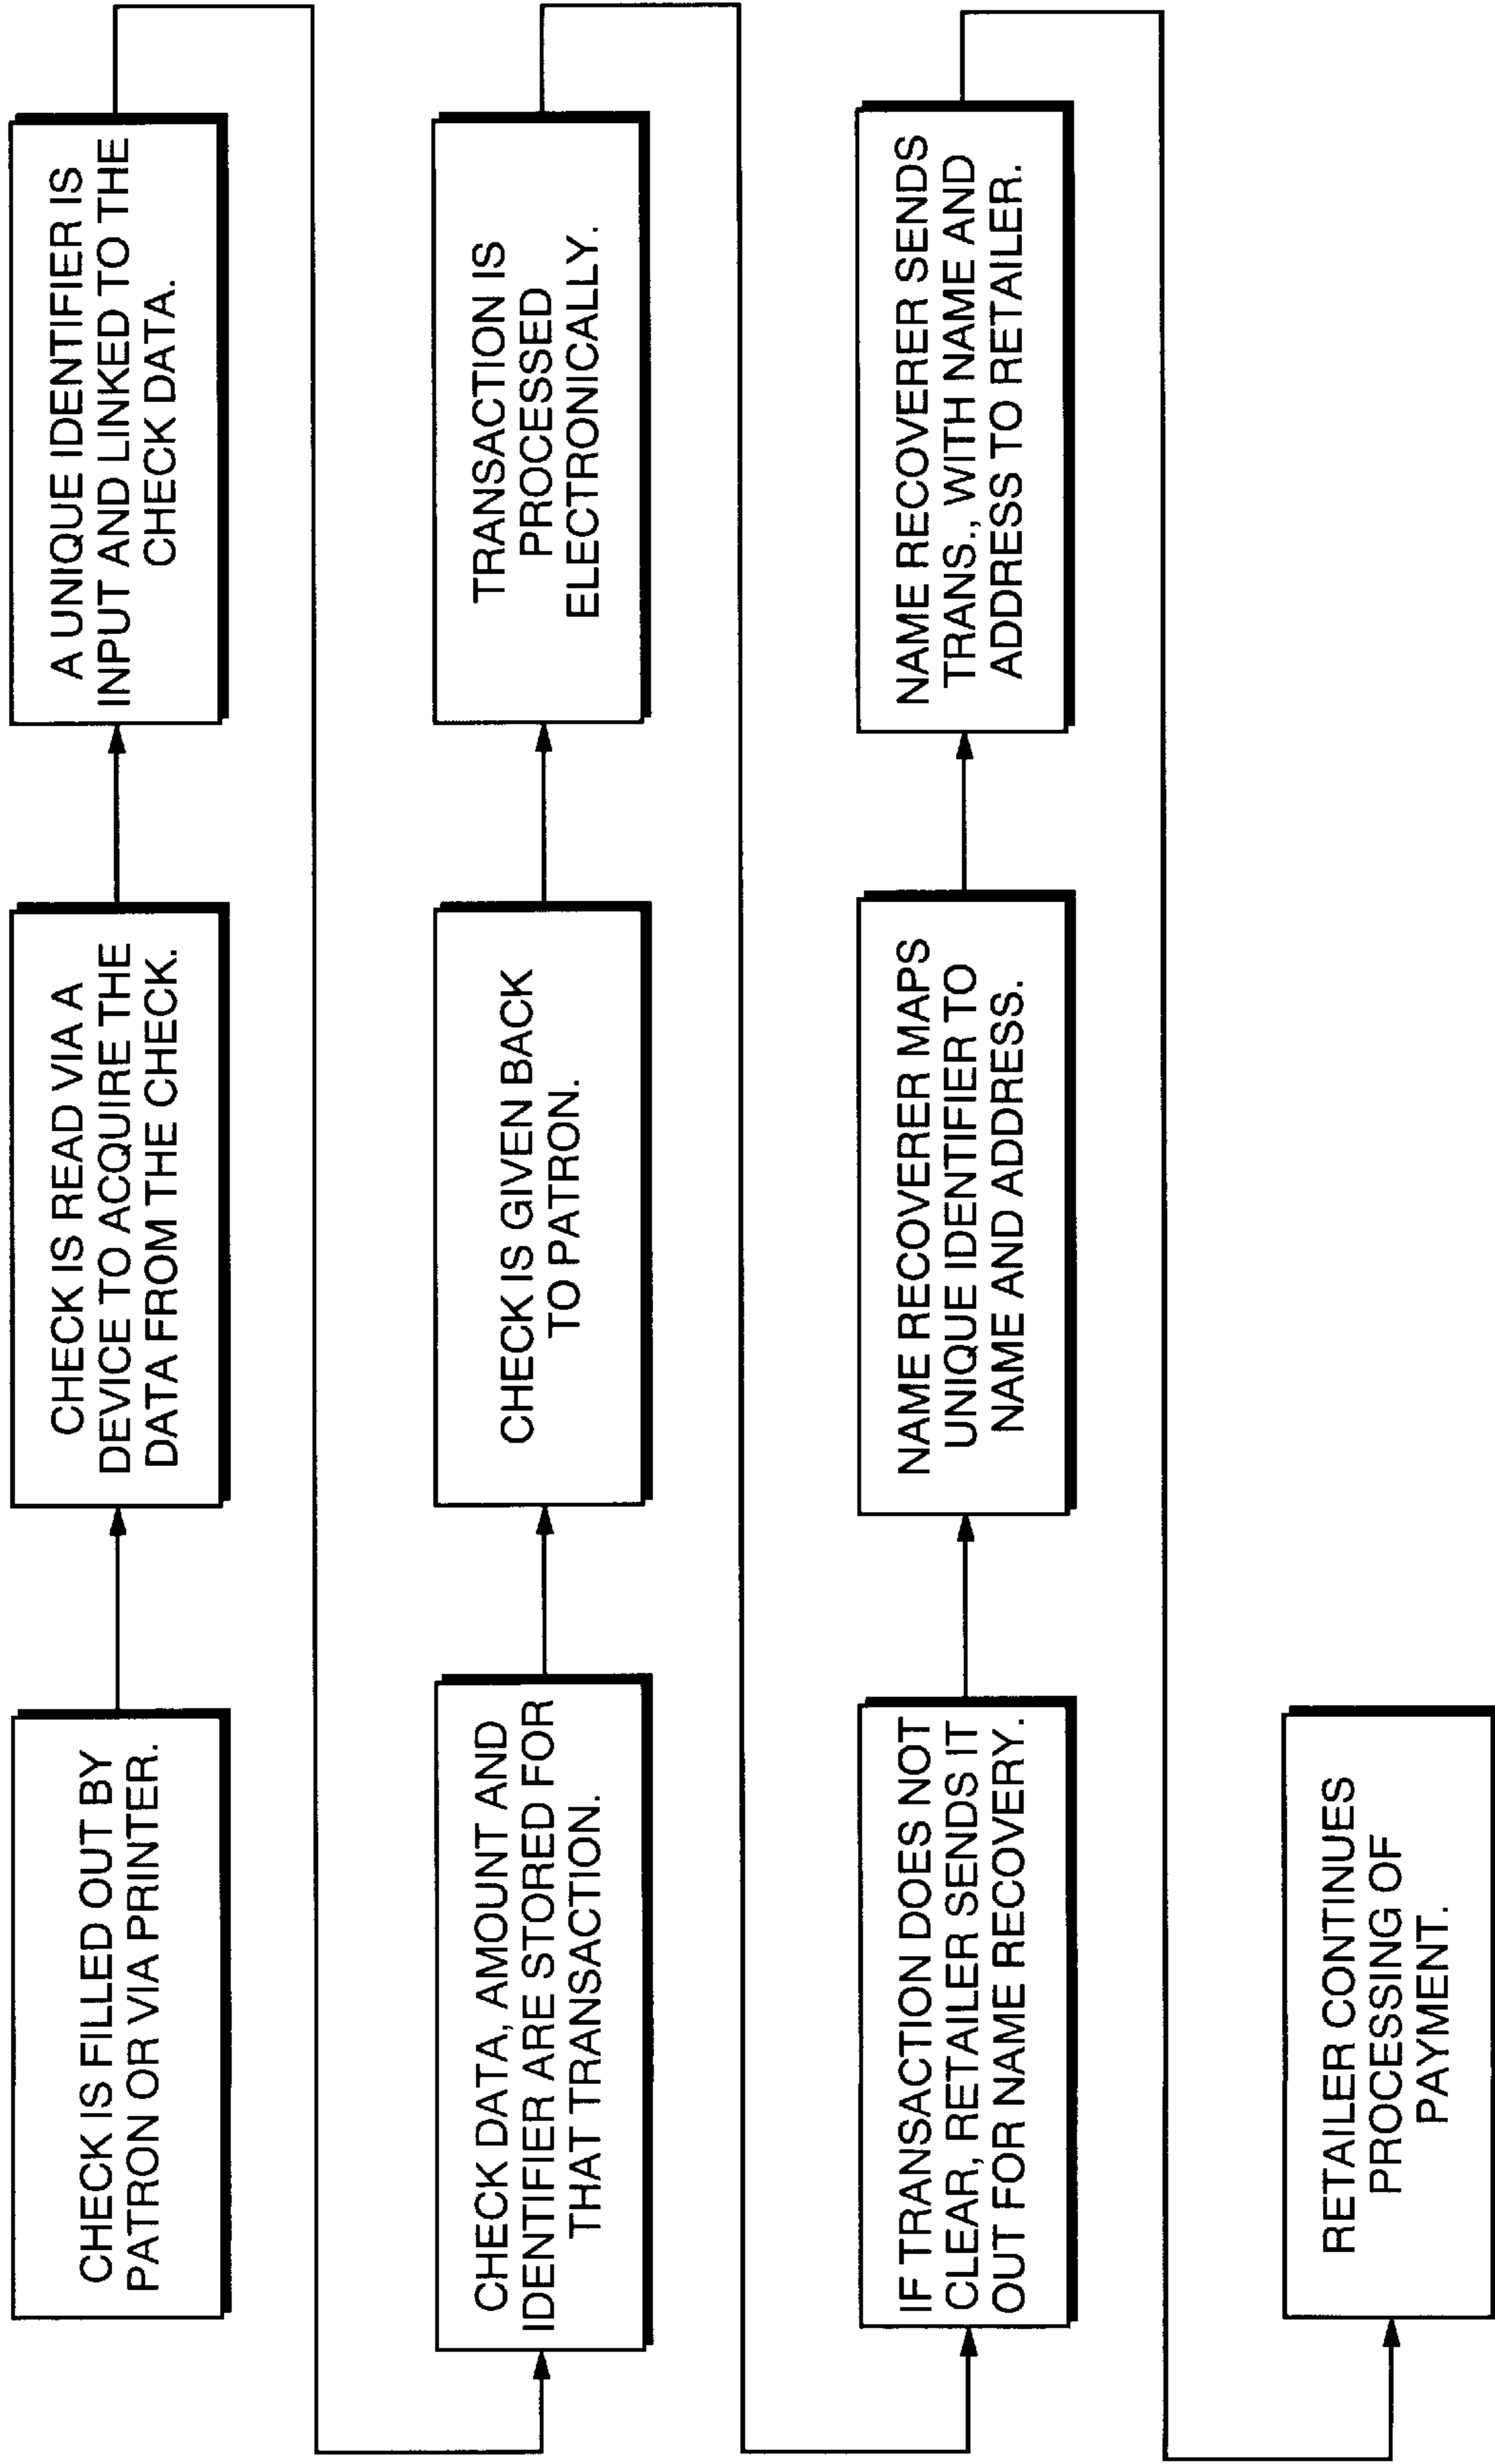 CHECK IS FILLED OUT BY
PATRON OR VIA PRINTER.
CHECK IS READ VIA A
DEVICE TO ACQUIRE THE
DATA FROM THE CHECK.
A UNIQUE IDENTIFIER IS
INPUT AND LINKED TO THE
CHECK DATA.
CHECK DATA, AMOUNT AND
IDENTIFIER ARE STORED FOR
THAT TRANSACTION.
CHECK IS GIVEN BACK
TO PATRON.
TRANSACTION IS
PROCESSED
ELECTRONICALLY.
IF TRANSACTION DOES NOT
CLEAR, RETAILER SENDS IT
OUT FOR NAME RECOVERY.
NAME RECOVERER MAPS
UNIQUE IDENTIFIER TO
NAME AND ADDRESS.
NAME RECOVERER SENDS
TRANS., WITH NAME AND
ADDRESS TO RETAILER.
RETAILER CONTINUES
PROCESSING OF
PAYMENT.